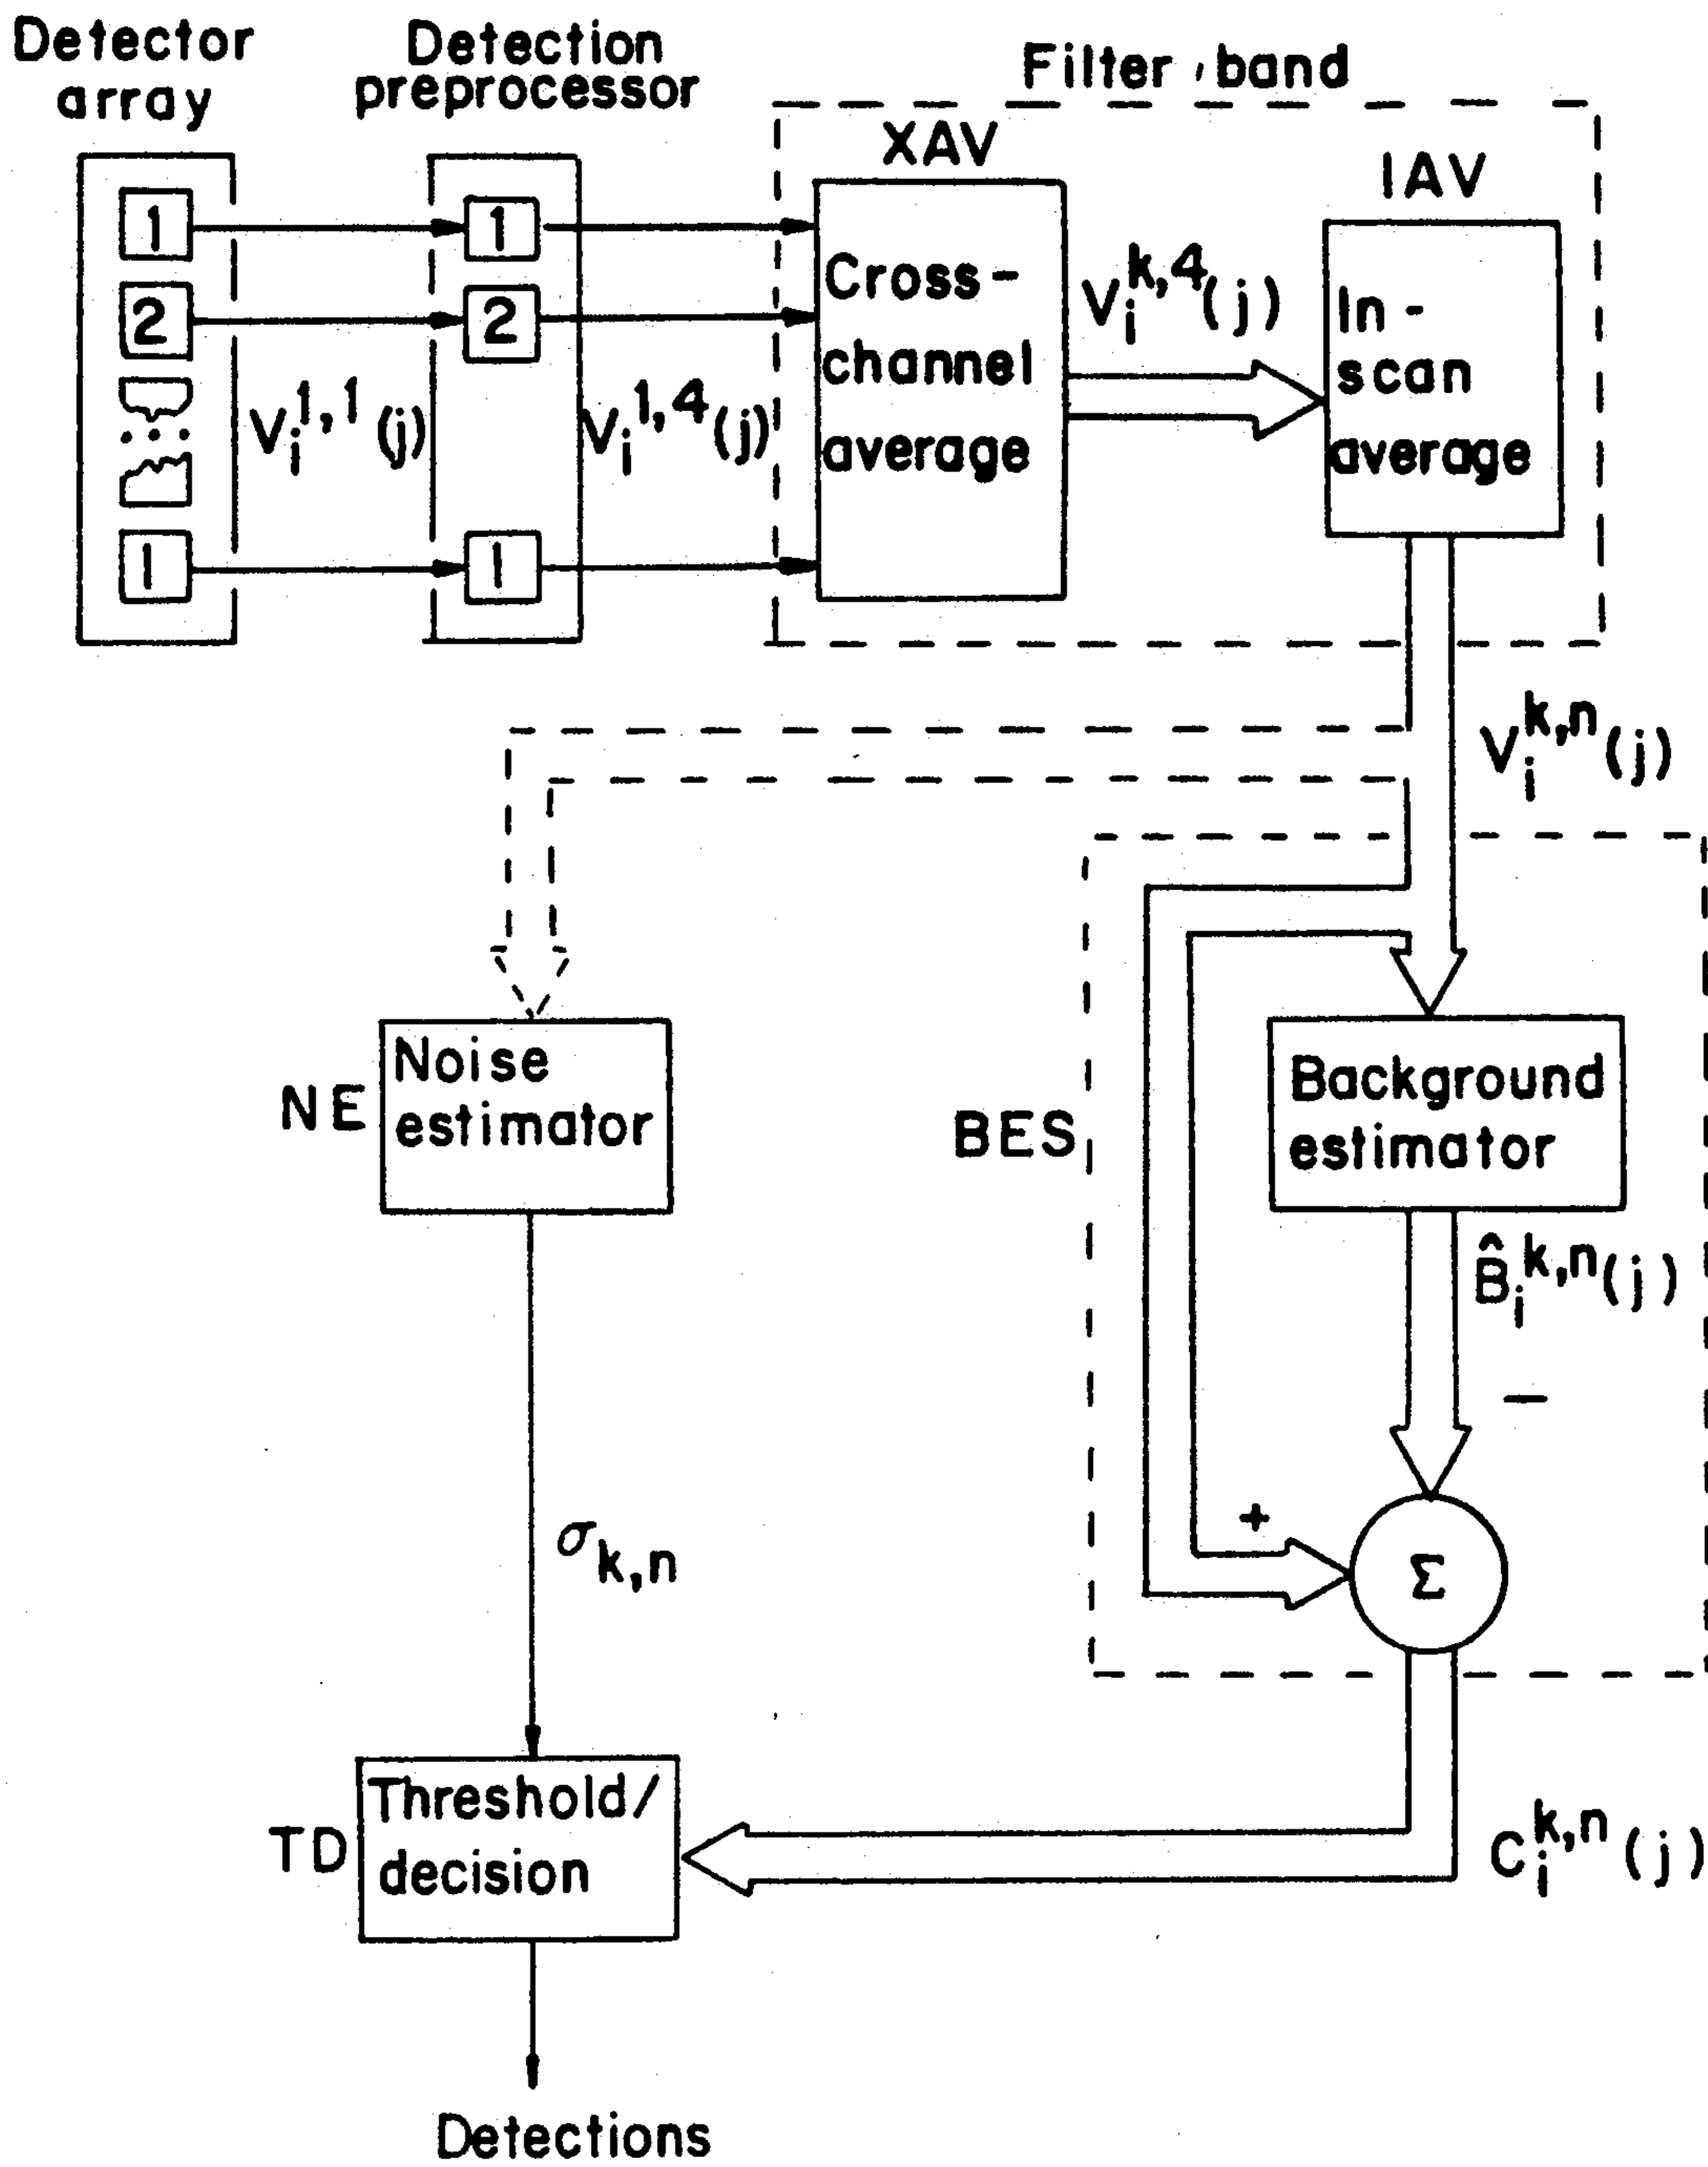 Detector
array
Detection
preprocessor
Filter band
XAV
IAV
1
2
1
V_i^{1,1}(j)
1
2
1
V_i^{1,4}(j)
Cross-
channel
average
V_i^{k,4}(j)
In-
scan
average
V_i^{k,n}(j)
NE
Noise
estimator
BES
Background
estimator
B̂_i^{k,n}(j)
−
+
Σ
σ_{k,n}
TD
Threshold/
decision
C_i^{k,n}(j)
Detections